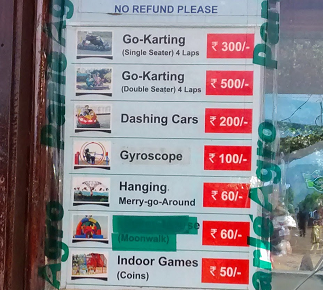 NO REFUND PLEASE
Go-Karting
(Single Seater) 4 Laps
₹ 300/-
Go-Karting
(Double Seater) 4 Laps
₹ 500/-
Dashing Cars
₹ 200/-
Gyroscope
₹ 100/-
Hanging
Merry-go-Around
₹ 60/-
(Moonwalk)
₹ 60/-
Indoor Games
(Coins)
₹ 50/-
Agro